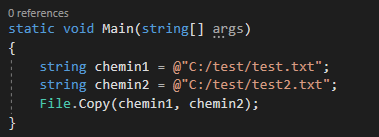 0 references
static void Main(string[] args)
{
    string chemin1 = @"C:/test/test.txt";
    string chemin2 = @"C:/test/test2.txt";
    File.Copy(chemin1, chemin2);
}